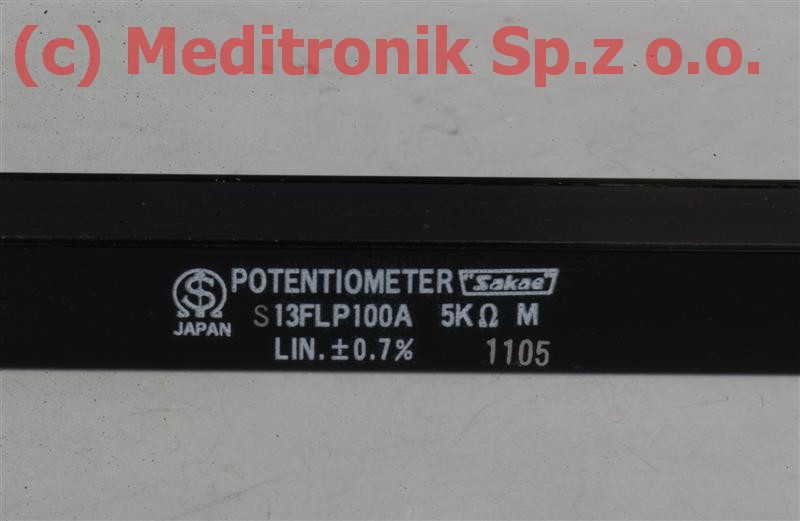 (c) Meditronik Sp.z o.o.
POTENTIOMETER "Sakae"
JAPAN
S13FLP100A 5KΩ M
LIN. ±0.7% 1105